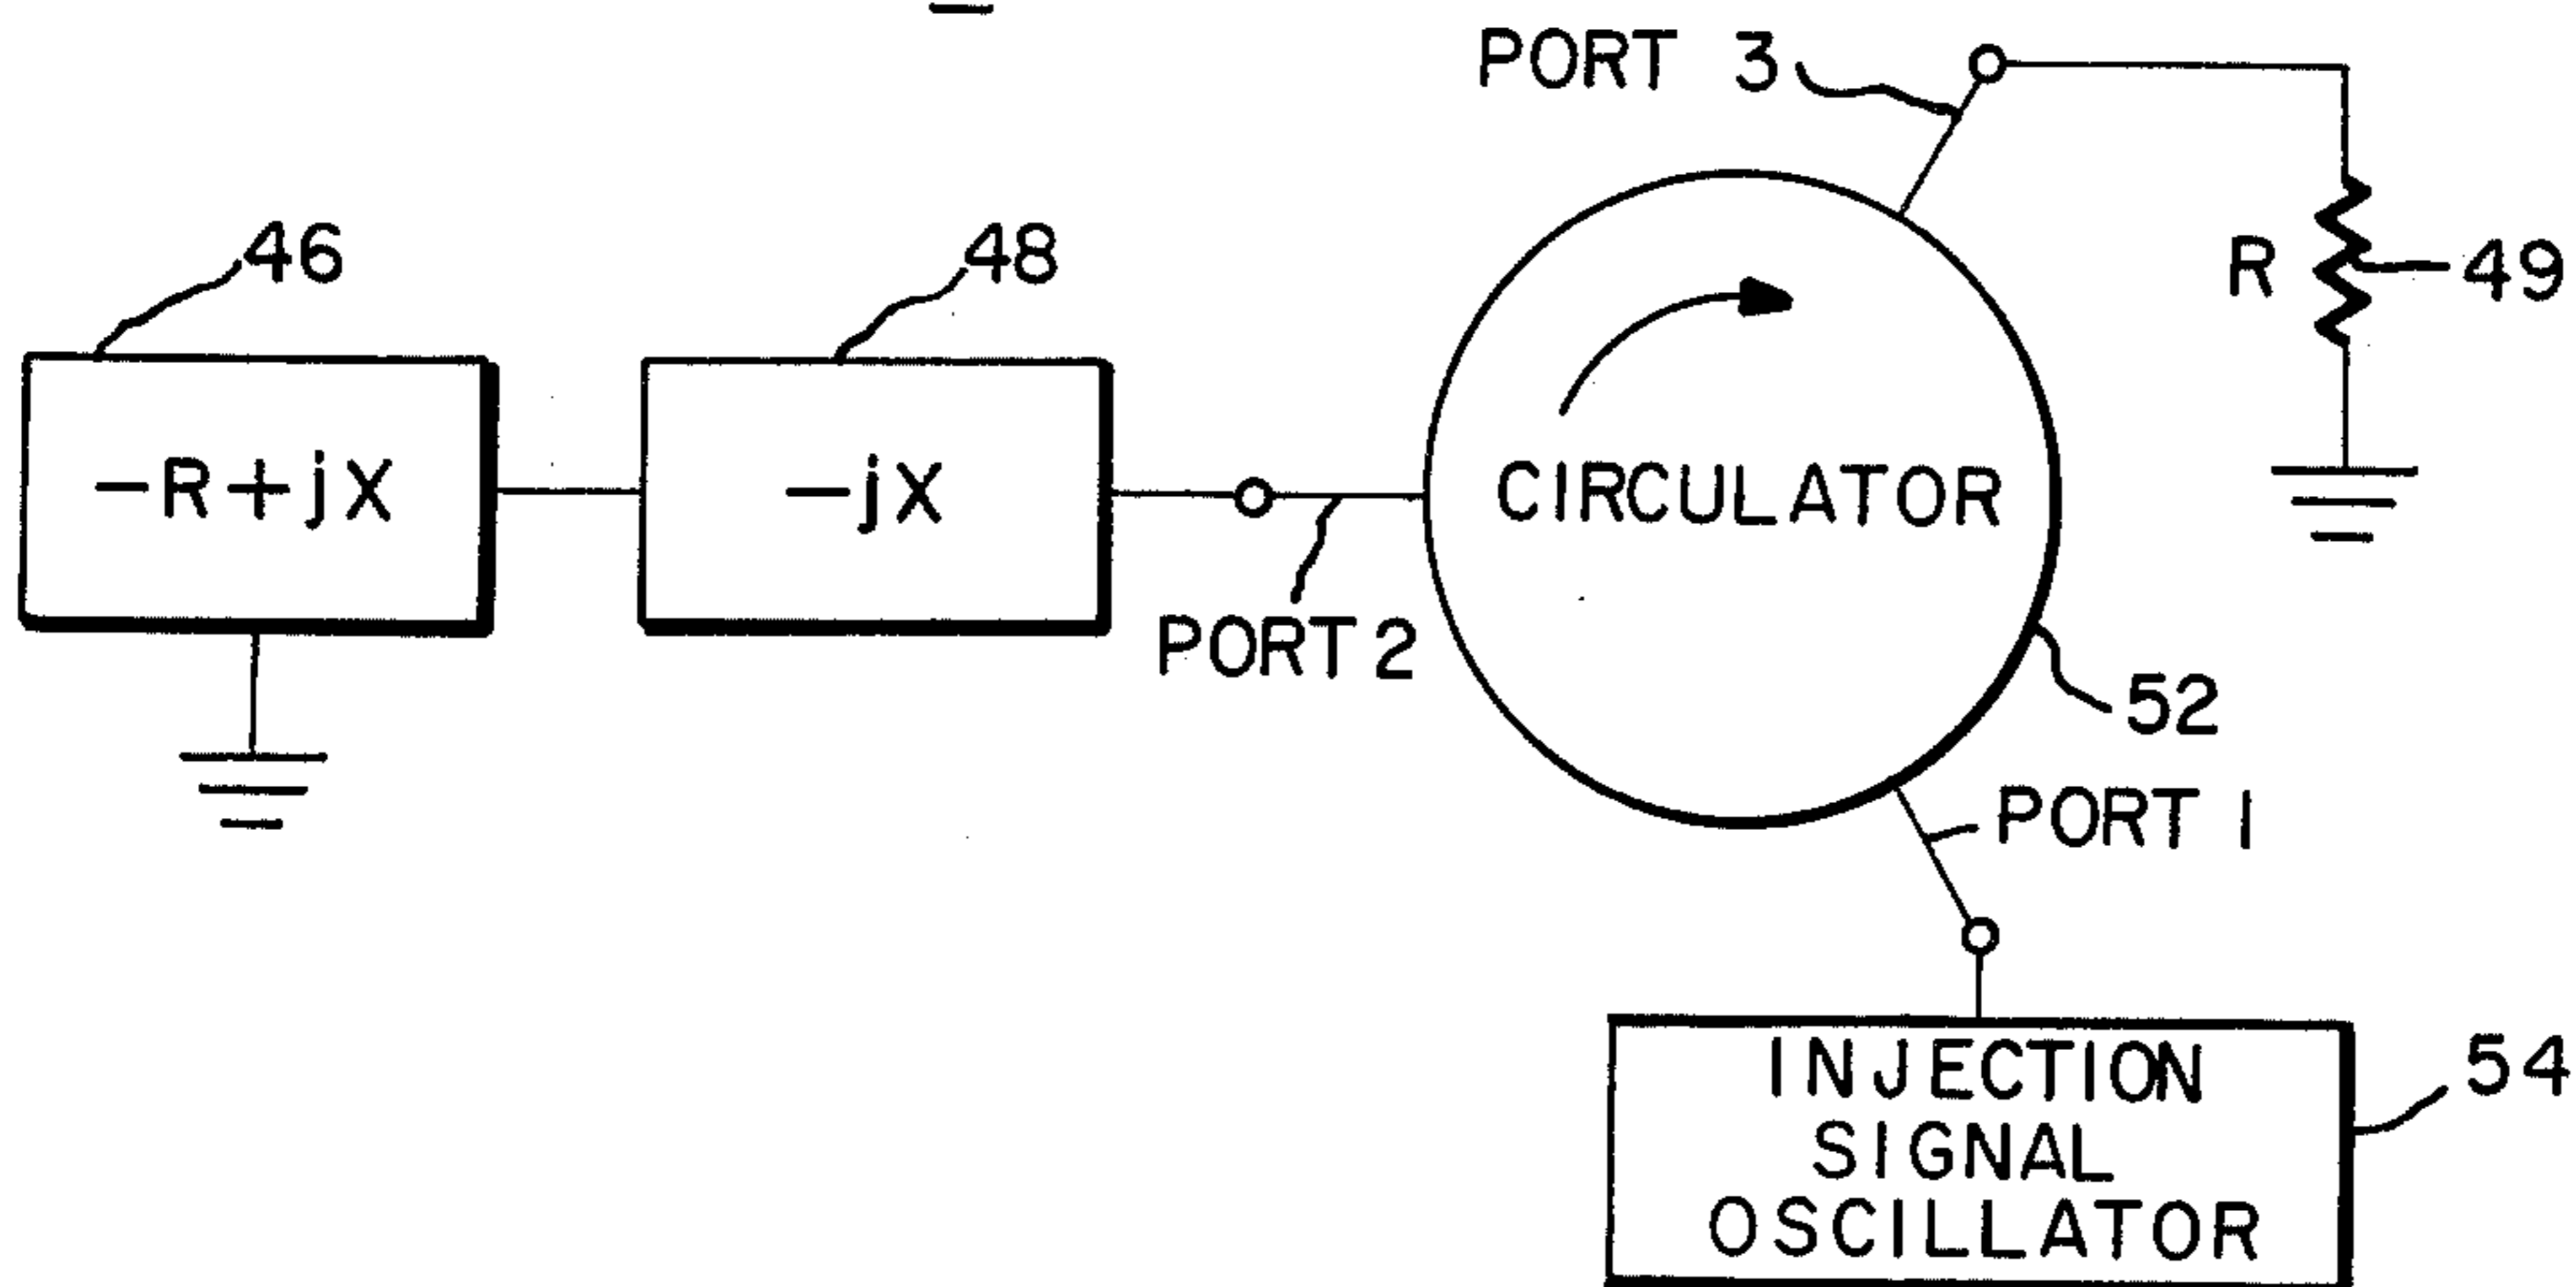 PORT 3
46
48
R
49
-R+jX
-jX
CIRCULATOR
PORT 2
52
PORT 1
INJECTION
SIGNAL
OSCILLATOR
54